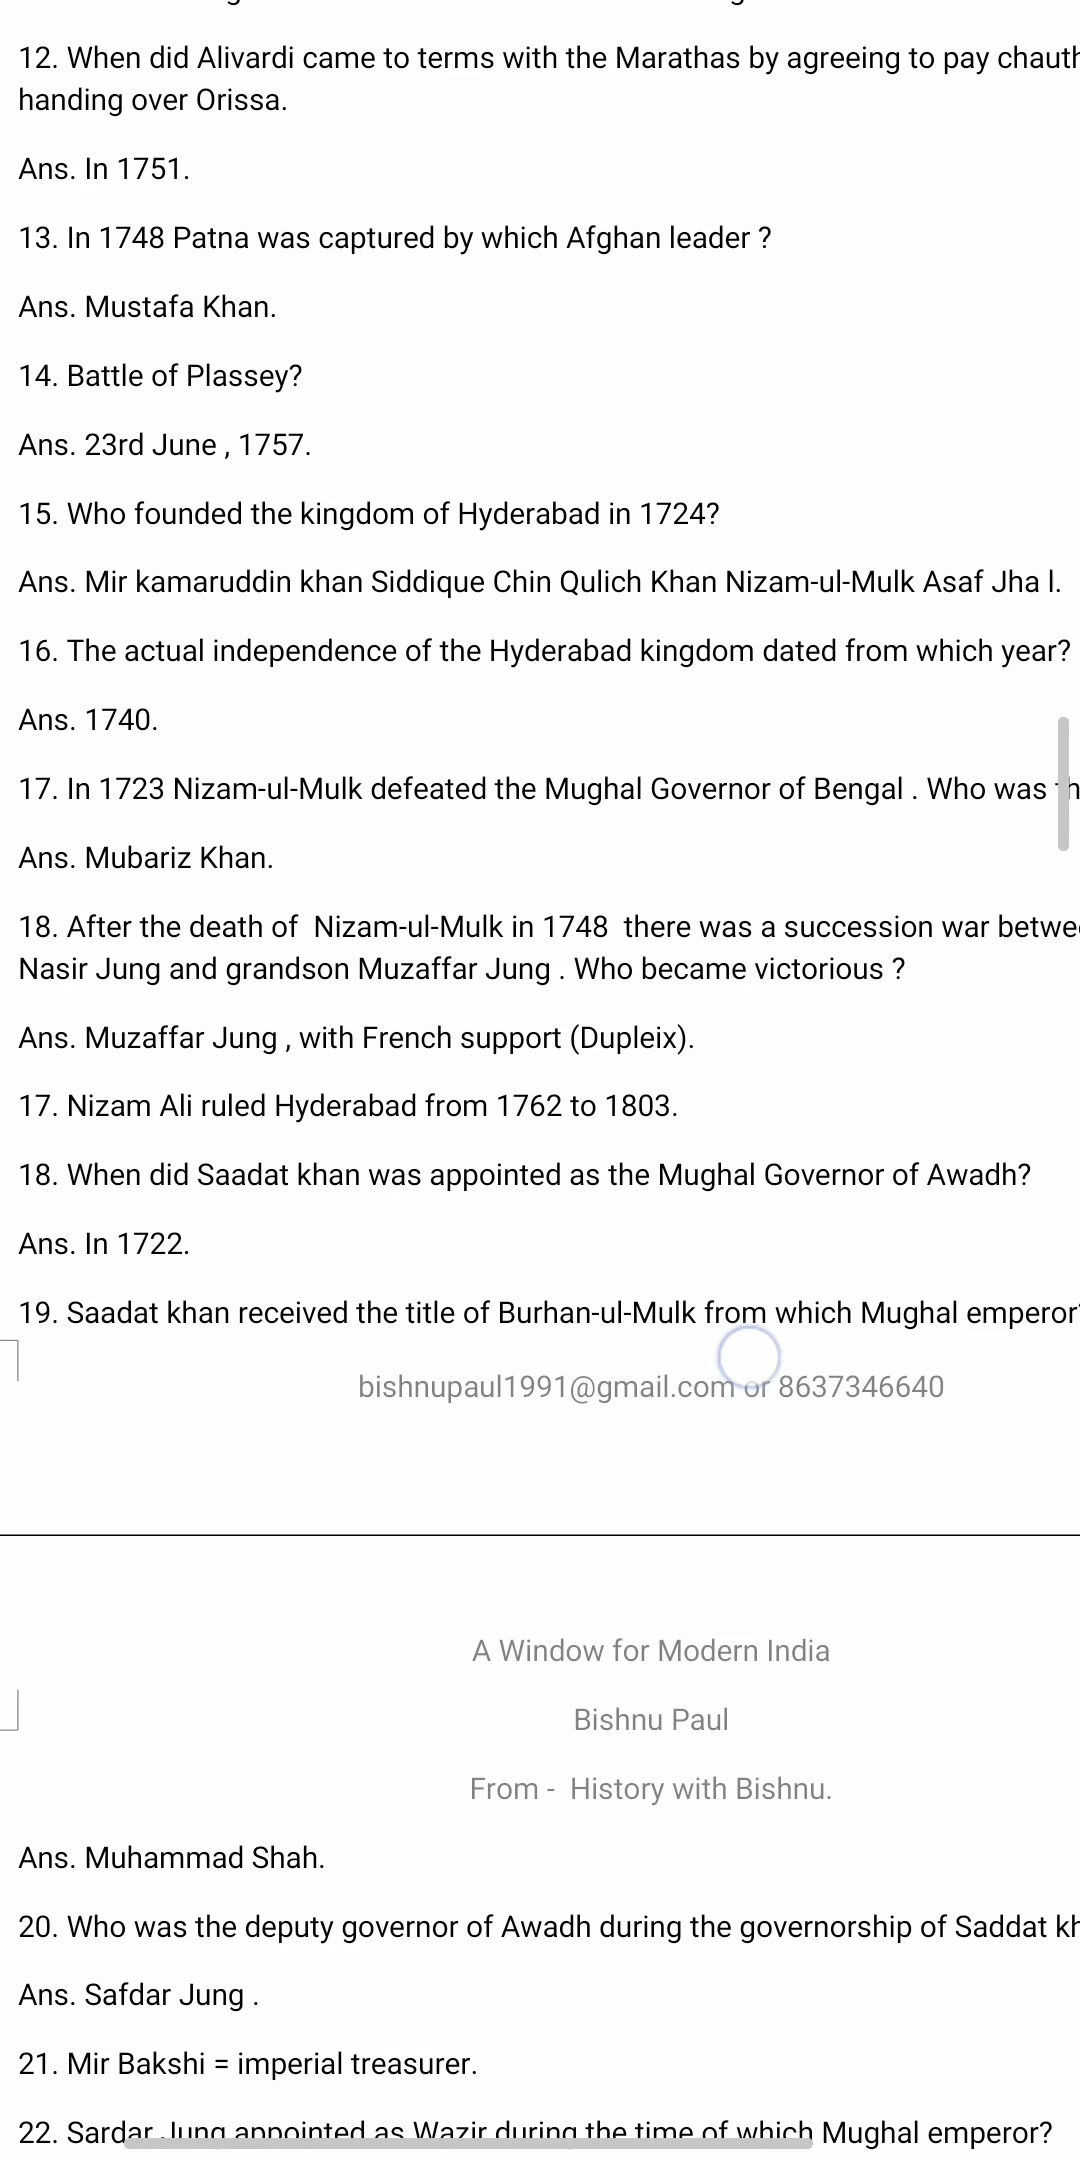 12. When did Alivardi came to terms with the Marathas by agreeing to pay chauth
handing over Orissa.
Ans. In 1751.
13. In 1748 Patna was captured by which Afghan leader ?
Ans. Mustafa Khan.
14. Battle of Plassey?
Ans. 23rd June , 1757.
15. Who founded the kingdom of Hyderabad in 1724?
Ans. Mir kamaruddin khan Siddique Chin Qulich Khan Nizam-ul-Mulk Asaf Jha l.
16. The actual independence of the Hyderabad kingdom dated from which year?
Ans. 1740.
17. In 1723 Nizam-ul-Mulk defeated the Mughal Governor of Bengal . Who was
Ans. Mubariz Khan.
18. After the death of  Nizam-ul-Mulk in 1748  there was a succession war
Nasir Jung and grandson Muzaffar Jung . Who became victorious ?
Ans. Muzaffar Jung , with French support (Dupleix).
17. Nizam Ali ruled Hyderabad from 1762 to 1803.
18. When did Saadat khan was appointed as the Mughal Governor of Awadh?
Ans. In 1722.
19. Saadat khan received the title of Burhan-ul-Mulk from which Mughal emperor?
bishnupaul1991@gmail.com or 8637346640
A Window for Modern India
Bishnu Paul
From -  History with Bishnu.
Ans. Muhammad Shah.
20. Who was the deputy governor of Awadh during the governorship of Saddat
Ans. Safdar Jung .
21. Mir Bakshi = imperial treasurer.
22. Sardar Jung appointed as Wazir during the time of which Mughal emperor?